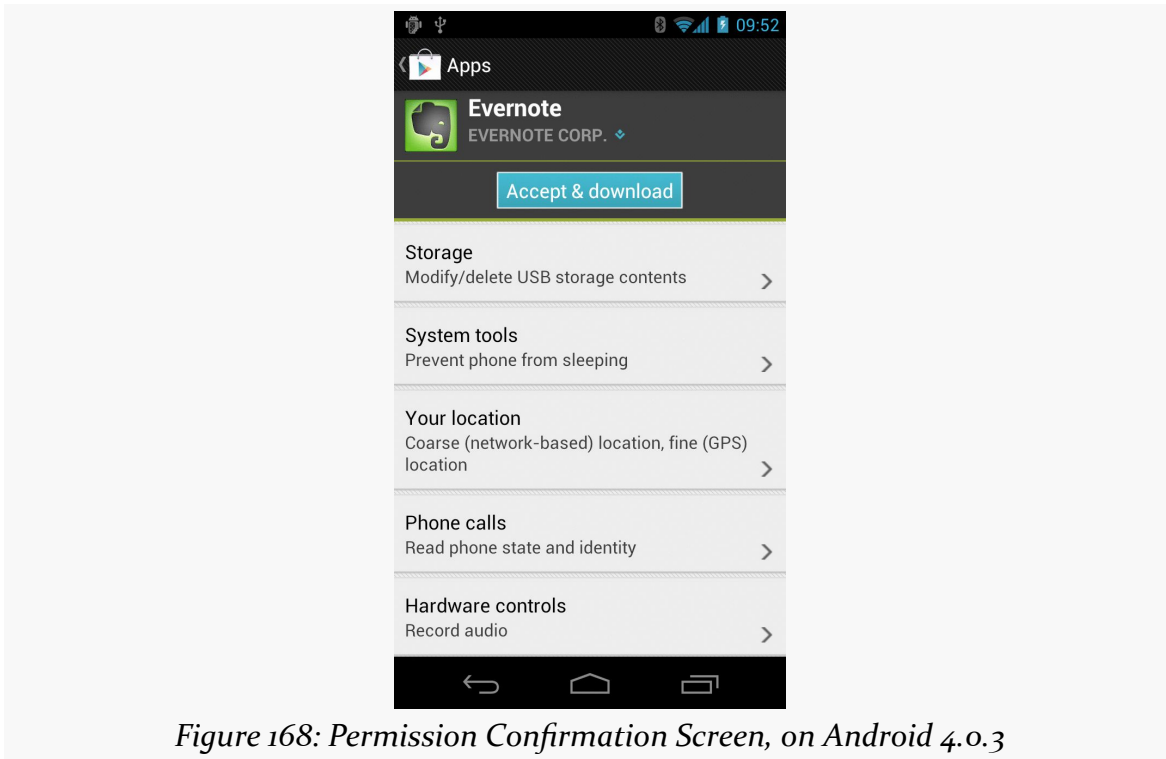 09:52
Apps
Evernote
EVERNOTE CORP.
Accept & download
Storage
Modify/delete USB storage contents
System tools
Prevent phone from sleeping
Your location
Coarse (network-based) location, fine (GPS)
location
Phone calls
Read phone state and identity
Hardware controls
Record audio
Figure 168: Permission Confirmation Screen, on Android 4.0.3